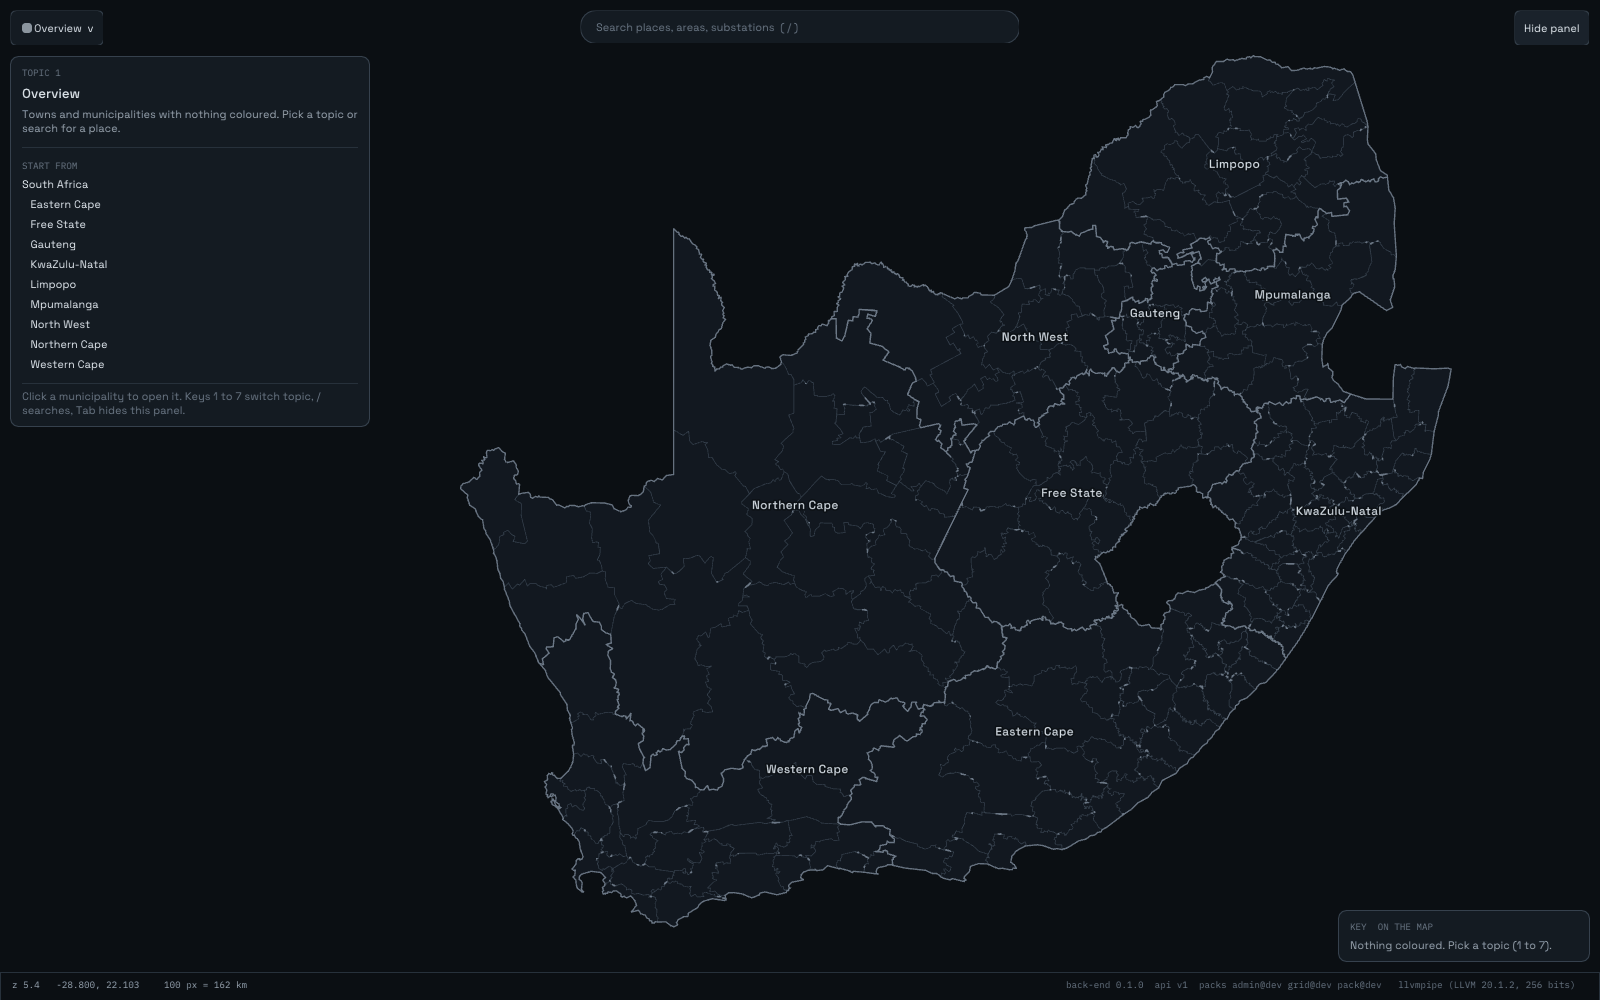 Overview v
Search places, areas, substations (/)
Hide panel
TOPIC 1
Overview
Towns and municipalities with nothing coloured. Pick a topic or
search for a place.
START FROM
South Africa
Eastern Cape
Free State
Gauteng
KwaZulu-Natal
Limpopo
Mpumalanga
North West
Northern Cape
Western Cape
Click a municipality to open it. Keys 1 to 7 switch topic, /
searches, Tab hides this panel.
Limpopo
Mpumalanga
Gauteng
North West
Free State
Northern Cape
KwaZulu-Natal
Eastern Cape
Western Cape
KEY ON THE MAP
Nothing coloured. Pick a topic (1 to 7).
z 5.4 -28.800, 22.103 100 px = 162 km
back-end 0.1.0 api v1 packs admin@dev grid@dev pack@dev llvmpipe (LLVM 20.1.2, 256 bits)